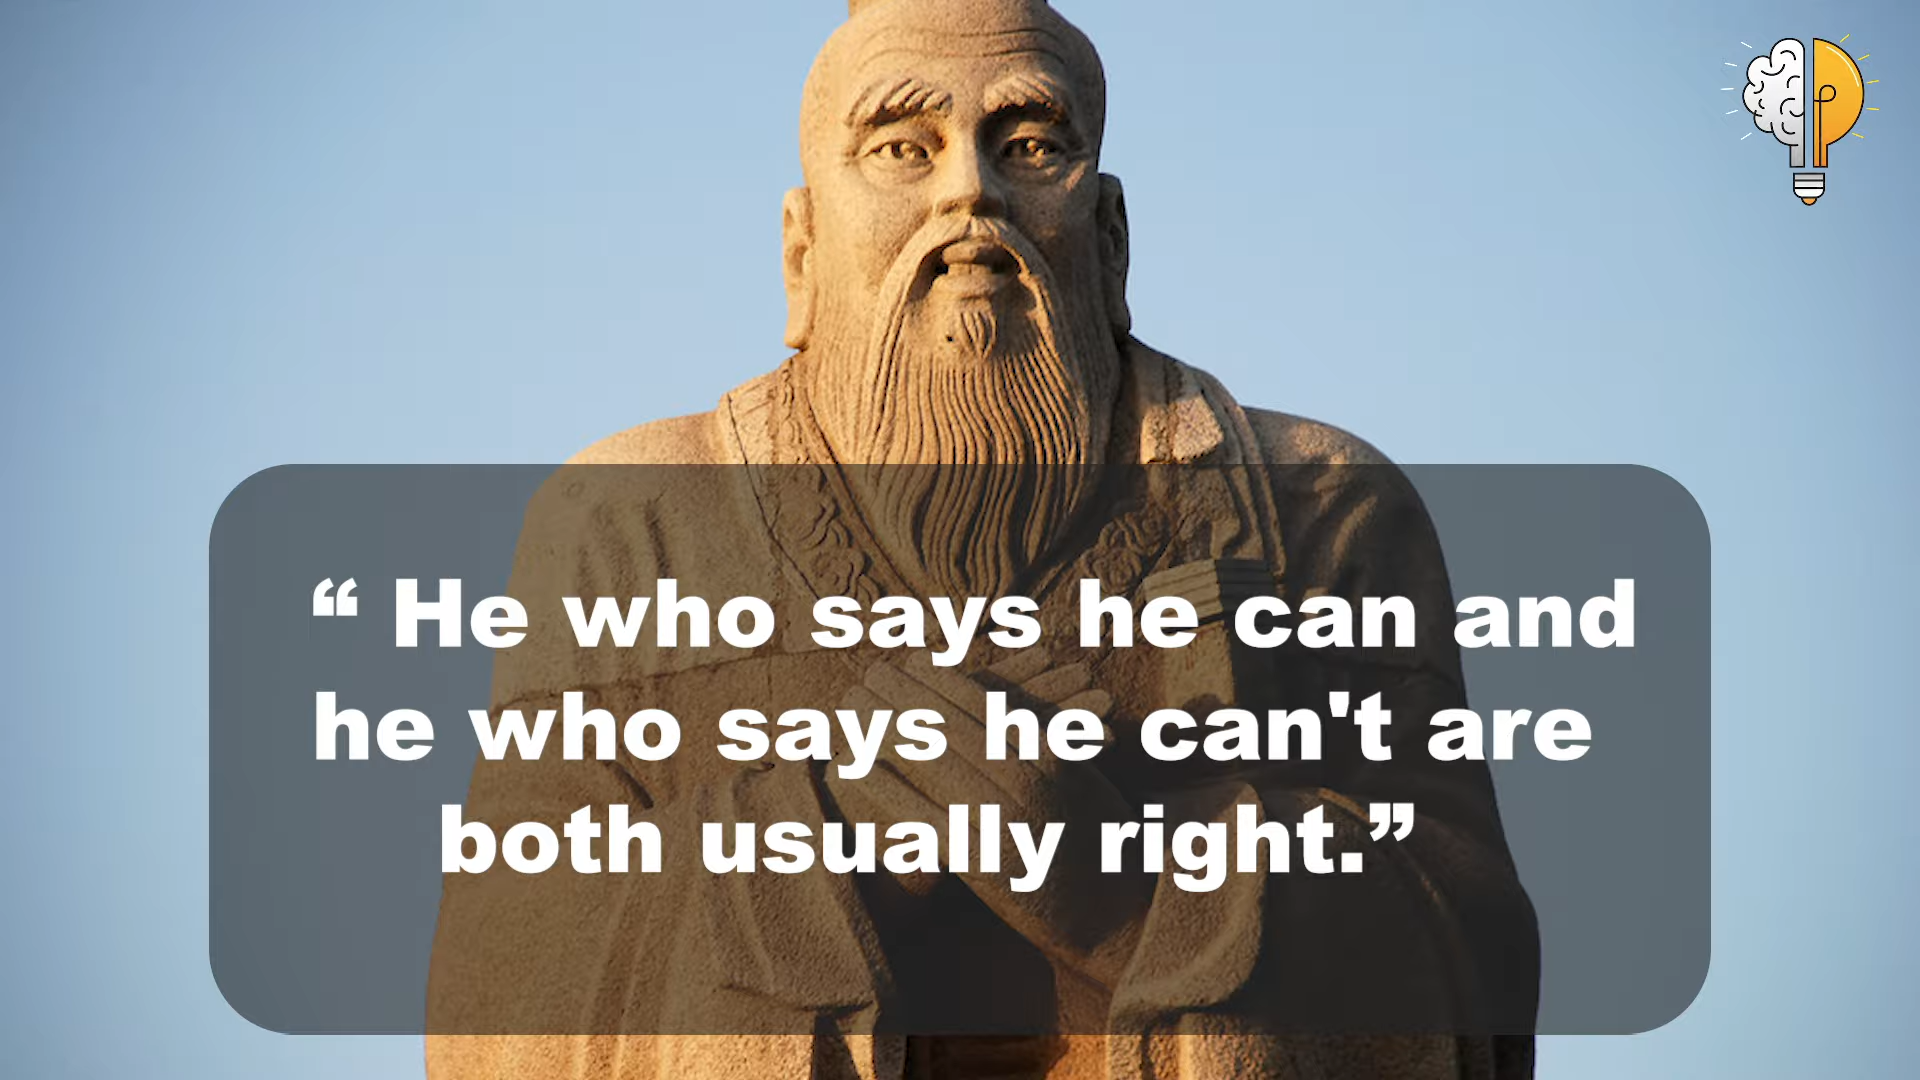 “ He who says he can and
he who says he can't are
both usually right.”